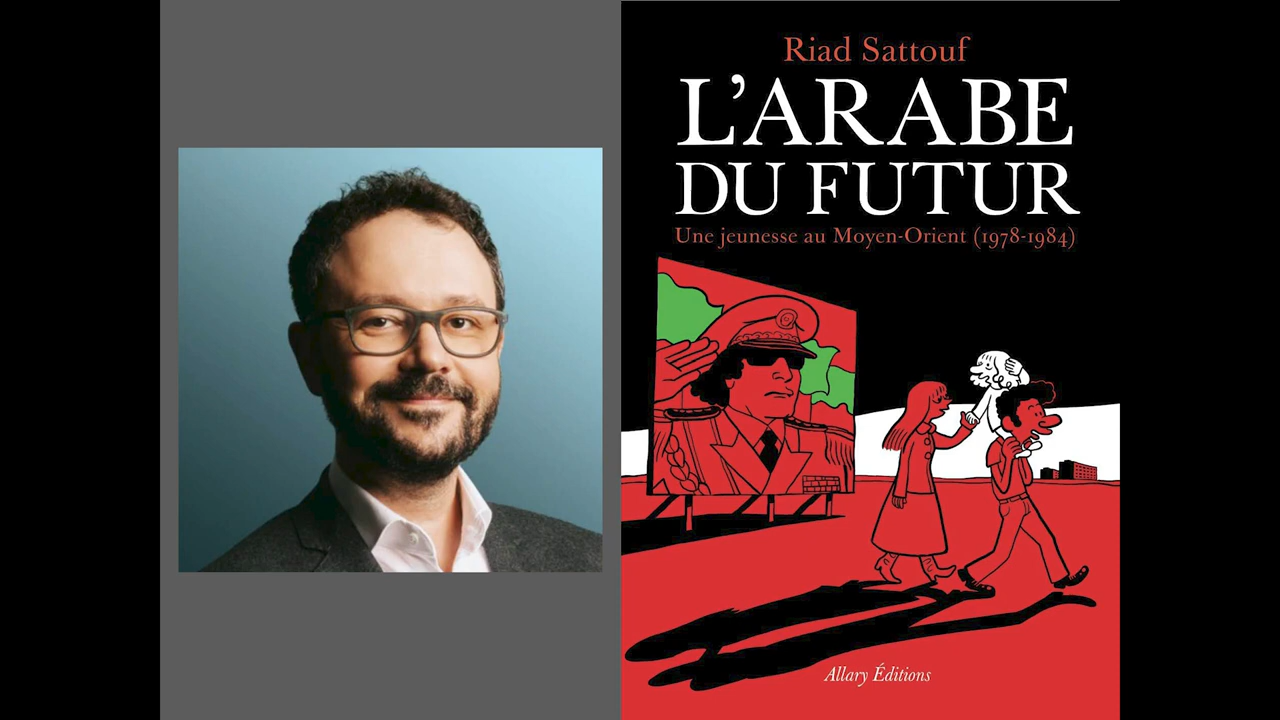 Riad Sattouf
L'ARABE
DU FUTUR
Une jeunesse au Moyen-Orient (1978-1984)
Allary Éditions